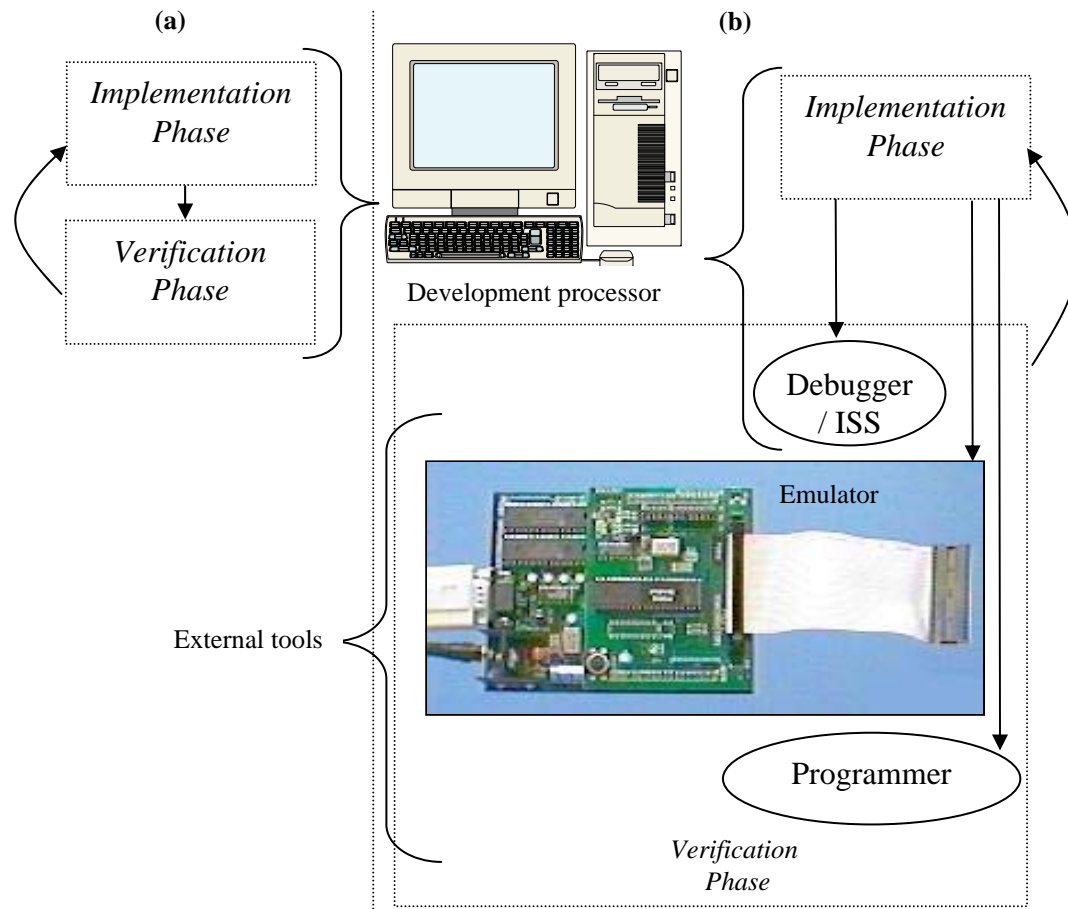 (a)
Implementation
Phase
Verification
Phase
(b)
Development processor
Implementation
Phase
Debugger
/ ISS
Emulator
External tools
Programmer
Verification
Phase